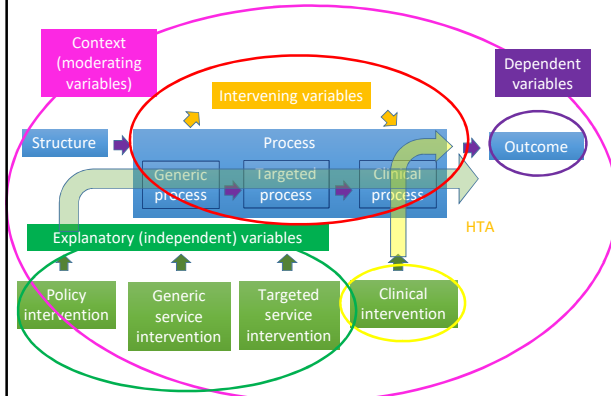 Context
(moderating
variables)
Dependent
variables
Intervening variables
Structure
Process
Outcome
Generic
process
Targeted
process
Clinical
process
HTA
Explanatory (independent) variables
Policy
intervention
Generic
service
intervention
Targeted
service
intervention
Clinical
intervention